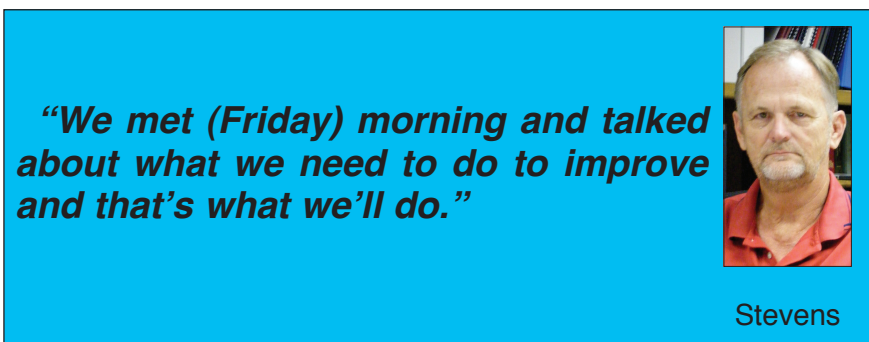 “We met (Friday) morning and talked
about what we need to do to improve
and that’s what we’ll do.”
Stevens